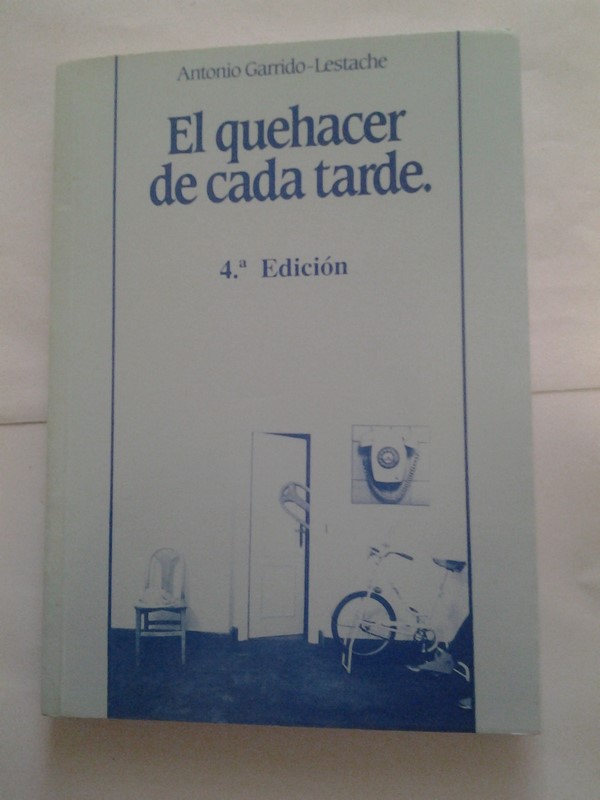 Antonio Garrido-Lestache
El quehacer
de cada tarde.
4.ª Edición